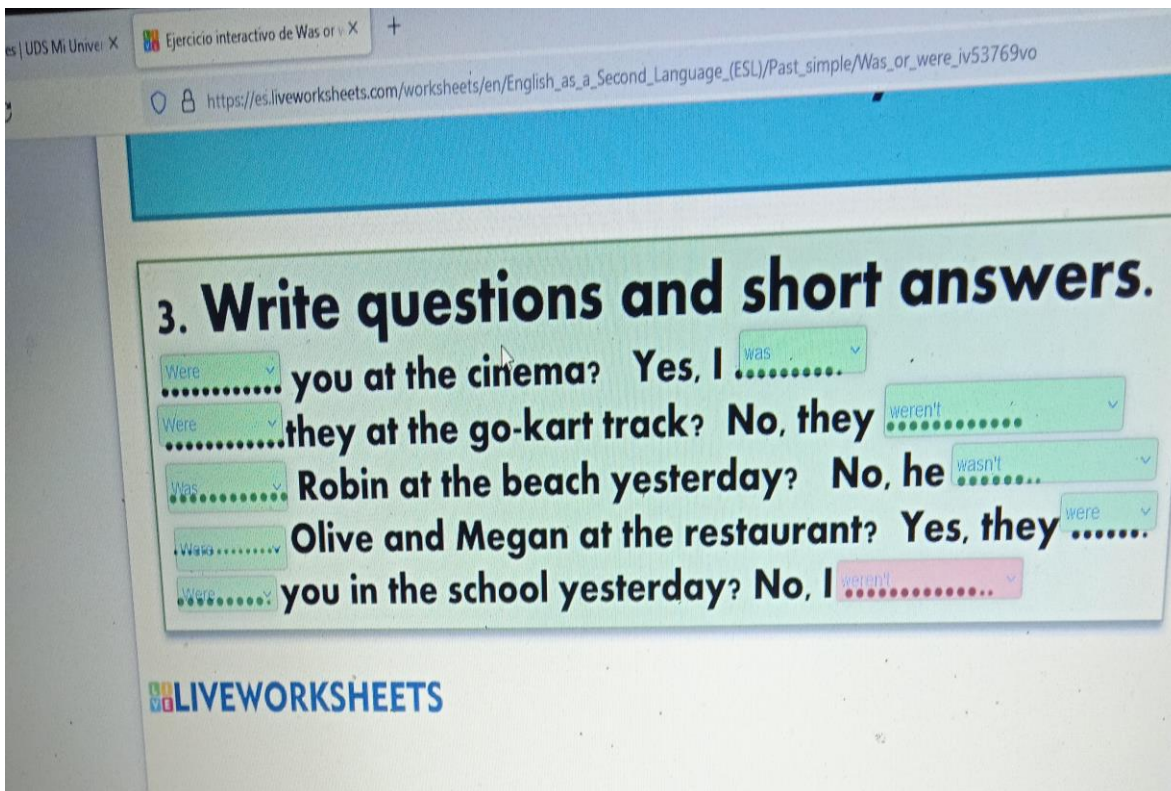 es | UDS Mi Univer X Ejercicio interactivo de Was or w X +
https://es.liveworksheets.com/worksheets/en/English_as_a_Second_Language_(ESL)/Past_simple/Was_or_were_iv53769vo
3. Write questions and short answers.
Were you at the cinema? Yes, I was .
Were they at the go-kart track? No, they weren't
Was Robin at the beach yesterday? No, he wasn't
Were Olive and Megan at the restaurant? Yes, they were
Were you in the school yesterday? No, I weren't
LIVEWORKSHEETS